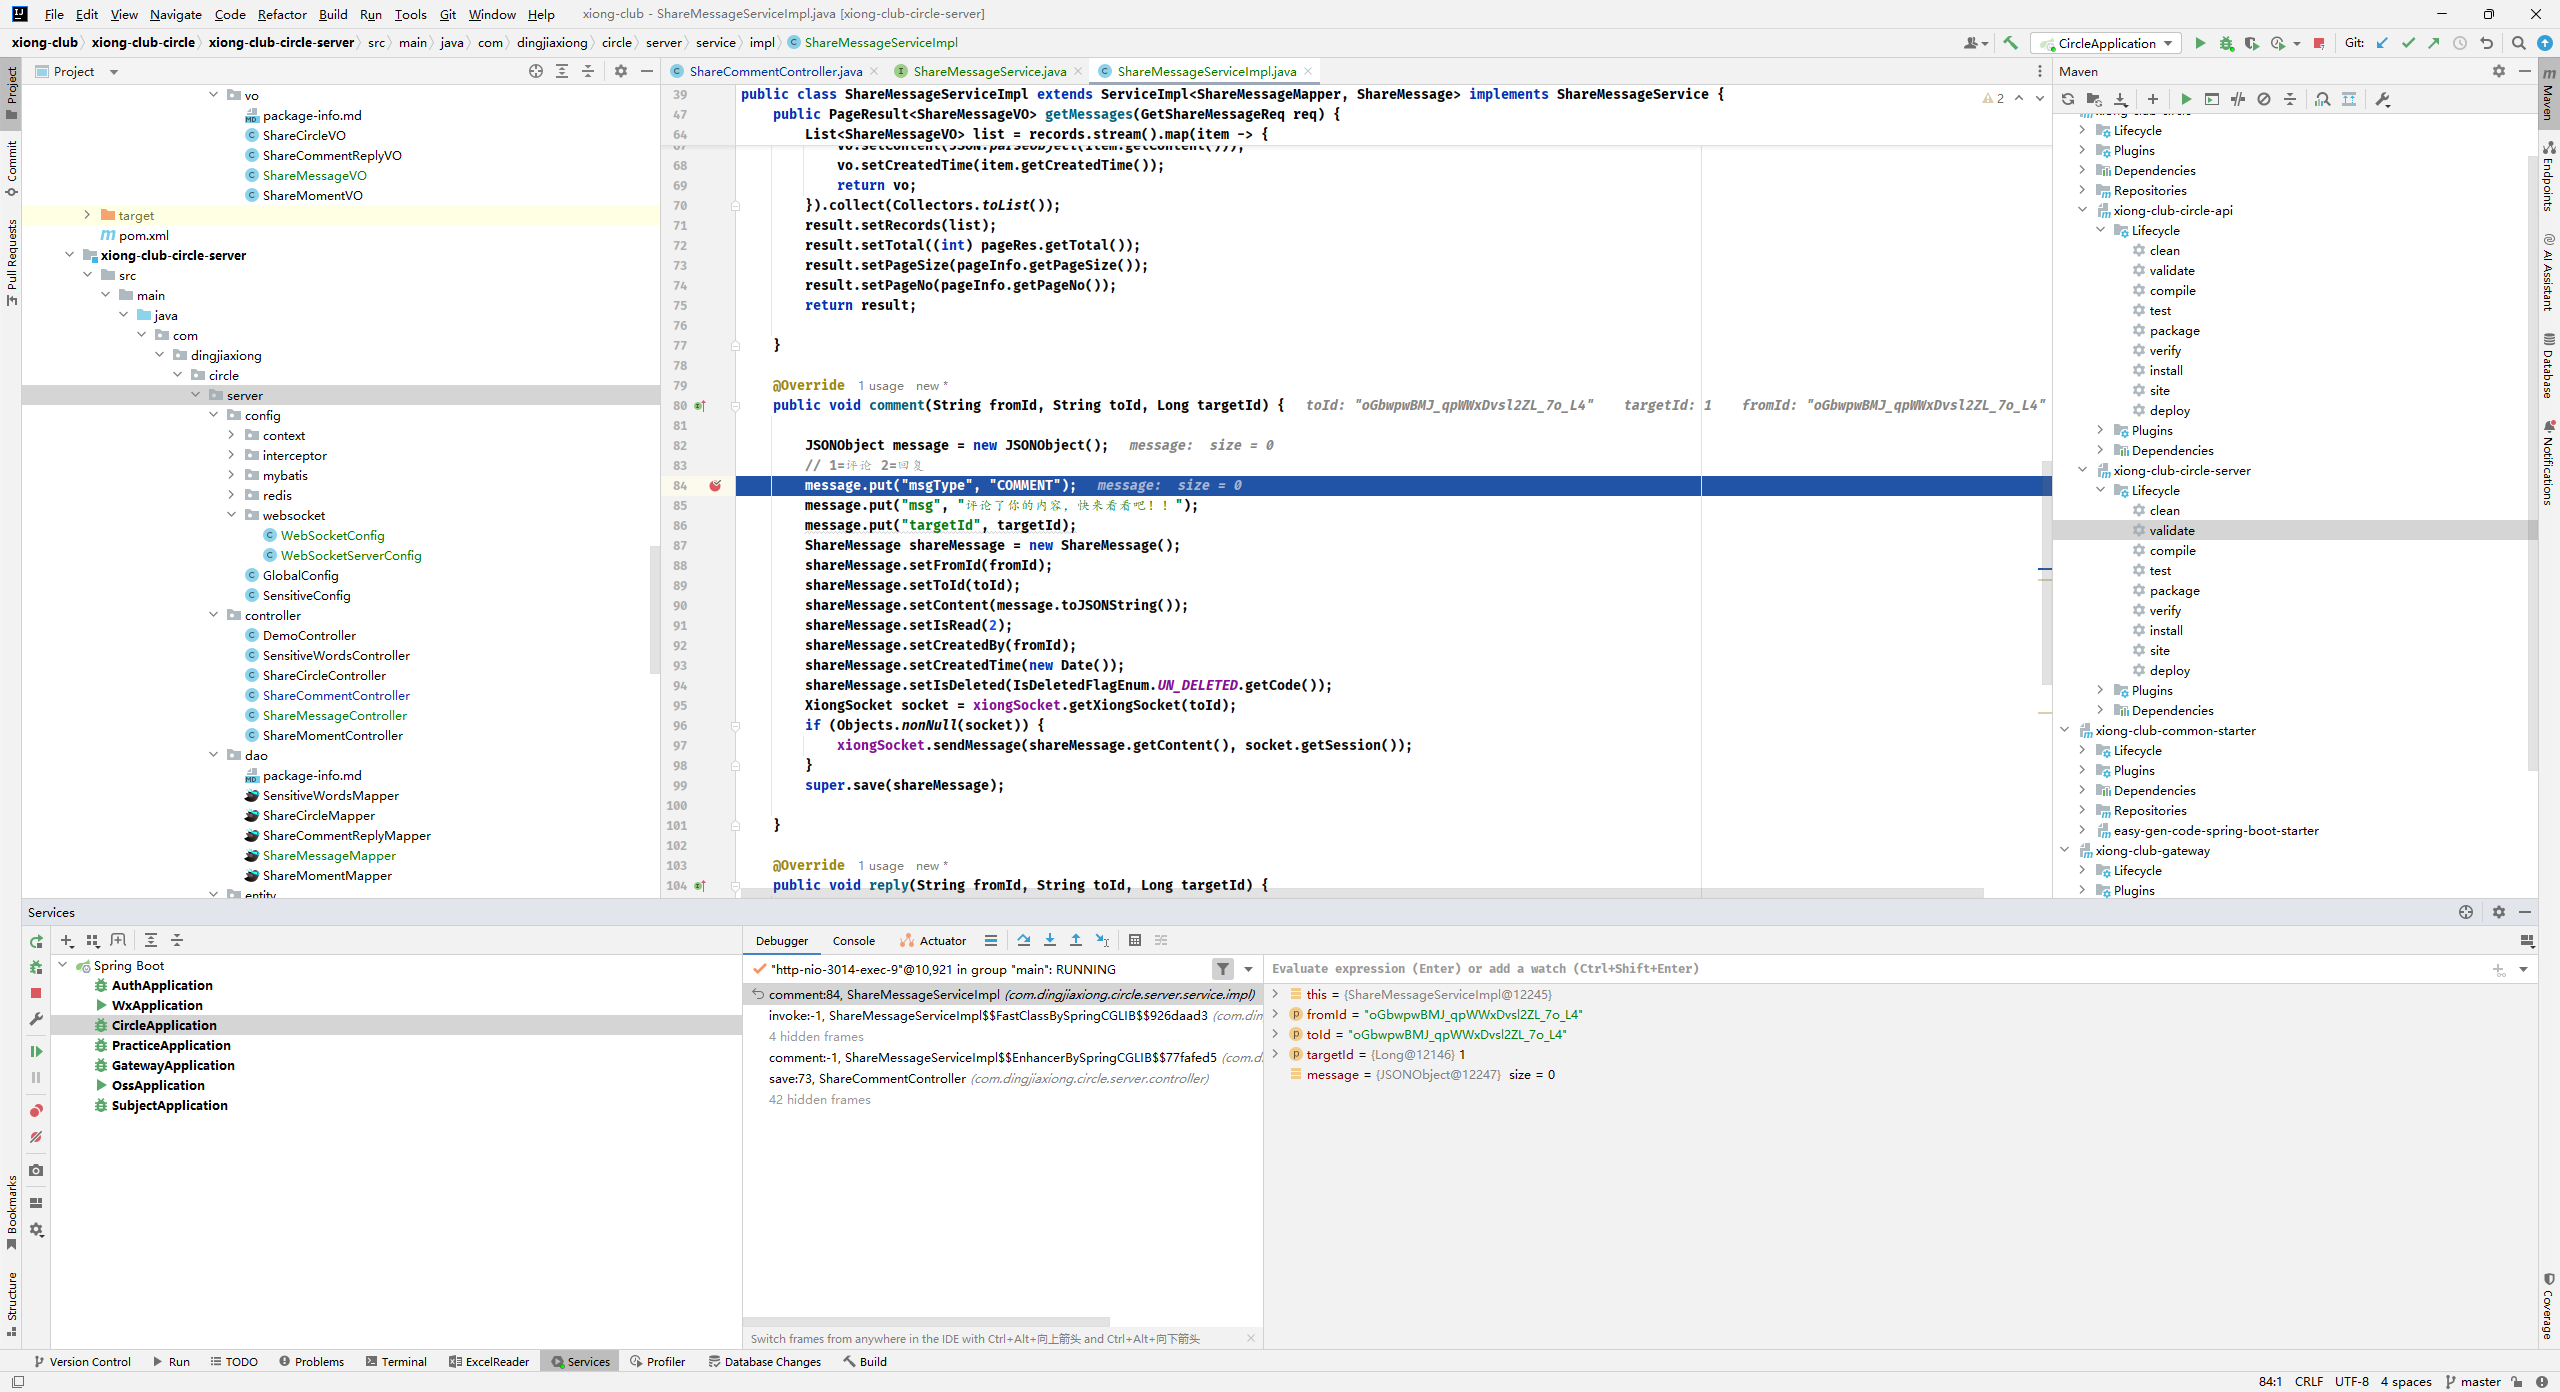 File Edit View Navigate Code Refactor Build Run Tools Git Window Help xiong-club - ShareMessageServiceImpl.java [xiong-club-circle-server]
xiong-club xiong-club-circle xiong-club-circle-server src main java com dingjiaxiong circle server service impl ShareMessageServiceImpl
CircleApplication
Git:
Project
Commit
Pull Requests
Bookmarks
Structure
Project
vo
package-info.md
ShareCircleVO
ShareCommentReplyVO
ShareMessageVO
ShareMomentVO
target
pom.xml
xiong-club-circle-server
src
main
java
com
dingjiaxiong
circle
server
config
context
interceptor
mybatis
redis
websocket
WebSocketConfig
WebSocketServerConfig
GlobalConfig
SensitiveConfig
controller
DemoController
SensitiveWordsController
ShareCircleController
ShareCommentController
ShareMessageController
ShareMomentController
dao
package-info.md
SensitiveWordsMapper
ShareCircleMapper
ShareCommentReplyMapper
ShareMessageMapper
ShareMomentMapper
entity
ShareCommentController.java ShareMessageService.java ShareMessageServiceImpl.java
2
39 public class ShareMessageServiceImpl extends ServiceImpl<ShareMessageMapper, ShareMessage> implements ShareMessageService {
47 public PageResult<ShareMessageVO> getMessages(GetShareMessageReq req) {
64 List<ShareMessageVO> list = records.stream().map(item -> {
67 vo.setContent(JSON.parseObject(item.getContent()));
68 vo.setCreatedTime(item.getCreatedTime());
69 return vo;
70 }).collect(Collectors.toList());
71 result.setRecords(list);
72 result.setTotal((int) pageRes.getTotal());
73 result.setPageSize(pageInfo.getPageSize());
74 result.setPageNo(pageInfo.getPageNo());
75 return result;
76
77 }
78
79 @Override 1 usage new *
80 public void comment(String fromId, String toId, Long targetId) { toId: "oGbwpwBMJ_qpWWxDvsl2ZL_7o_L4" targetId: 1 fromId: "oGbwpwBMJ_qpWWxDvsl2ZL_7o_L4"
81
82 JSONObject message = new JSONObject(); message: size = 0
83 // 1=评论 2=回复
84 message.put("msgType", "COMMENT"); message: size = 0
85 message.put("msg", "评论了你的内容，快来看看吧！！");
86 message.put("targetId", targetId);
87 ShareMessage shareMessage = new ShareMessage();
88 shareMessage.setFromId(fromId);
89 shareMessage.setToId(toId);
90 shareMessage.setContent(message.toJSONString());
91 shareMessage.setIsRead(2);
92 shareMessage.setCreatedBy(fromId);
93 shareMessage.setCreatedTime(new Date());
94 shareMessage.setIsDeleted(IsDeletedFlagEnum.UN_DELETED.getCode());
95 XiongSocket socket = xiongSocket.getXiongSocket(toId);
96 if (Objects.nonNull(socket)) {
97 xiongSocket.sendMessage(shareMessage.getContent(), socket.getSession());
98 }
99 super.save(shareMessage);
100
101 }
102
103 @Override 1 usage new *
104 public void reply(String fromId, String toId, Long targetId) {
Maven
xiong-club-circle
Lifecycle
Plugins
Dependencies
Repositories
xiong-club-circle-api
Lifecycle
clean
validate
compile
test
package
verify
install
site
deploy
Plugins
Dependencies
xiong-club-circle-server
Lifecycle
clean
validate
compile
test
package
verify
install
site
deploy
Plugins
Dependencies
xiong-club-common-starter
Lifecycle
Plugins
Dependencies
Repositories
easy-gen-code-spring-boot-starter
xiong-club-gateway
Lifecycle
Plugins
Maven
Endpoints
AI Assistant
Database
Notifications
Coverage
Services
Spring Boot
AuthApplication
WxApplication
CircleApplication
PracticeApplication
GatewayApplication
OssApplication
SubjectApplication
Debugger Console Actuator
"http-nio-3014-exec-9"@10,921 in group "main": RUNNING
comment:84, ShareMessageServiceImpl (com.dingjiaxiong.circle.server.service.impl)
invoke:-1, ShareMessageServiceImpl$$FastClassBySpringCGLIB$$926daad3 (com.din
4 hidden frames
comment:-1, ShareMessageServiceImpl$$EnhancerBySpringCGLIB$$77fafed5 (com.d
save:73, ShareCommentController (com.dingjiaxiong.circle.server.controller)
42 hidden frames
Switch frames from anywhere in the IDE with Ctrl+Alt+向上箭头 and Ctrl+Alt+向下箭头
Evaluate expression (Enter) or add a watch (Ctrl+Shift+Enter)
this = {ShareMessageServiceImpl@12245}
fromId = "oGbwpwBMJ_qpWWxDvsl2ZL_7o_L4"
toId = "oGbwpwBMJ_qpWWxDvsl2ZL_7o_L4"
targetId = {Long@12146} 1
message = {JSONObject@12247} size = 0
Version Control Run TODO Problems Terminal ExcelReader Services Profiler Database Changes Build
84:1 CRLF UTF-8 4 spaces master